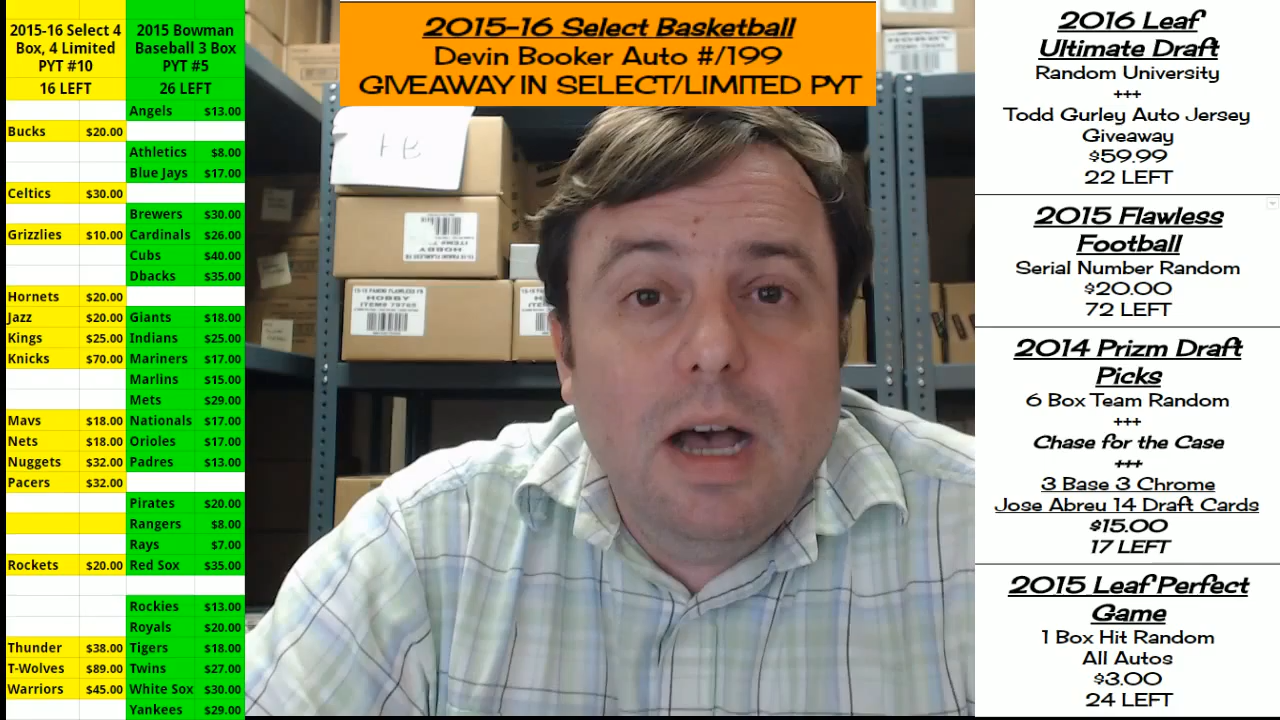 2015-16 Select 4
Box, 4 Limited
PYT #10
16 LEFT
Bucks $20.00
Celtics $30.00
Grizzlies $10.00
Hornets $20.00
Jazz $20.00
Kings $25.00
Knicks $70.00
Mavs $18.00
Nets $18.00
Nuggets $32.00
Pacers $32.00
Rockets $20.00
Thunder $38.00
T-Wolves $89.00
Warriors $45.00
2015 Bowman
Baseball 3 Box
PYT #5
26 LEFT
Angels $13.00
Athletics $8.00
Blue Jays $17.00
Brewers $30.00
Cardinals $26.00
Cubs $40.00
Dbacks $35.00
Giants $18.00
Indians $25.00
Mariners $17.00
Marlins $15.00
Mets $29.00
Nationals $17.00
Orioles $17.00
Padres $13.00
Pirates $20.00
Rangers $8.00
Rays $7.00
Red Sox $35.00
Rockies $13.00
Royals $20.00
Tigers $18.00
Twins $27.00
White Sox $30.00
Yankees $29.00
2015-16 Select Basketball
Devin Booker Auto #/199
GIVEAWAY IN SELECT/LIMITED PYT
HOBBY
HOBBY
2016 Leaf
Ultimate Draft
Random University
+++
Todd Gurley Auto Jersey
Giveaway
$59.99
22 LEFT
2015 Flawless
Football
Serial Number Random
$20.00
72 LEFT
2014 Prizm Draft
Picks
6 Box Team Random
+++
Chase for the Case
+++
3 Base 3 Chrome
Jose Abreu 14 Draft Cards
$15.00
17 LEFT
2015 Leaf Perfect
Game
1 Box Hit Random
All Autos
$3.00
24 LEFT